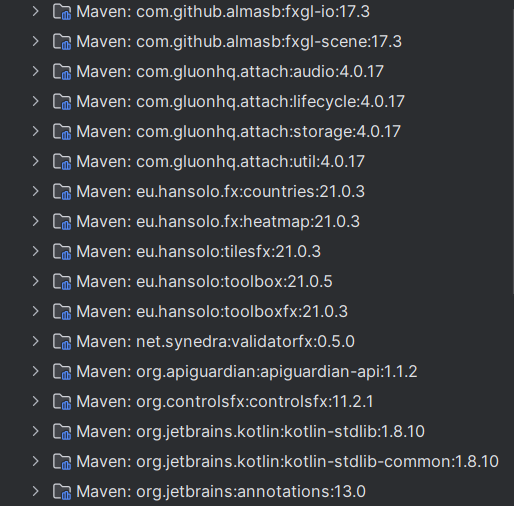 Maven: com.github.almasb:fxgl-io:17.3
Maven: com.github.almasb:fxgl-scene:17.3
Maven: com.gluonhq.attach:audio:4.0.17
Maven: com.gluonhq.attach:lifecycle:4.0.17
Maven: com.gluonhq.attach:storage:4.0.17
Maven: com.gluonhq.attach:util:4.0.17
Maven: eu.hansolo.fx:countries:21.0.3
Maven: eu.hansolo.fx:heatmap:21.0.3
Maven: eu.hansolo:tilesfx:21.0.3
Maven: eu.hansolo:toolbox:21.0.5
Maven: eu.hansolo:toolboxfx:21.0.3
Maven: net.synedra:validatorfx:0.5.0
Maven: org.apiguardian:apiguardian-api:1.1.2
Maven: org.controlsfx:controlsfx:11.2.1
Maven: org.jetbrains.kotlin:kotlin-stdlib:1.8.10
Maven: org.jetbrains.kotlin:kotlin-stdlib-common:1.8.10
Maven: org.jetbrains:annotations:13.0